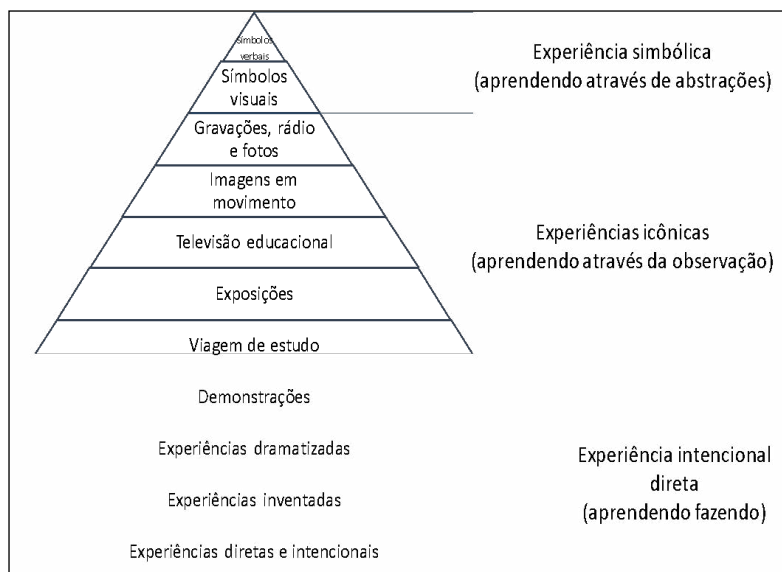 Símbolos
verbais
Símbolos
visuais
Gravações, rádio
e fotos
Imagens em
movimento
Televisão educacional
Exposições
Viagem de estudo
Demonstrações
Experiências dramatizadas
Experiências inventadas
Experiências diretas e intencionais
Experiência simbólica
(aprendendo através de abstrações)
Experiências icônicas
(aprendendo através da observação)
Experiência intencional
direta
(aprendendo fazendo)